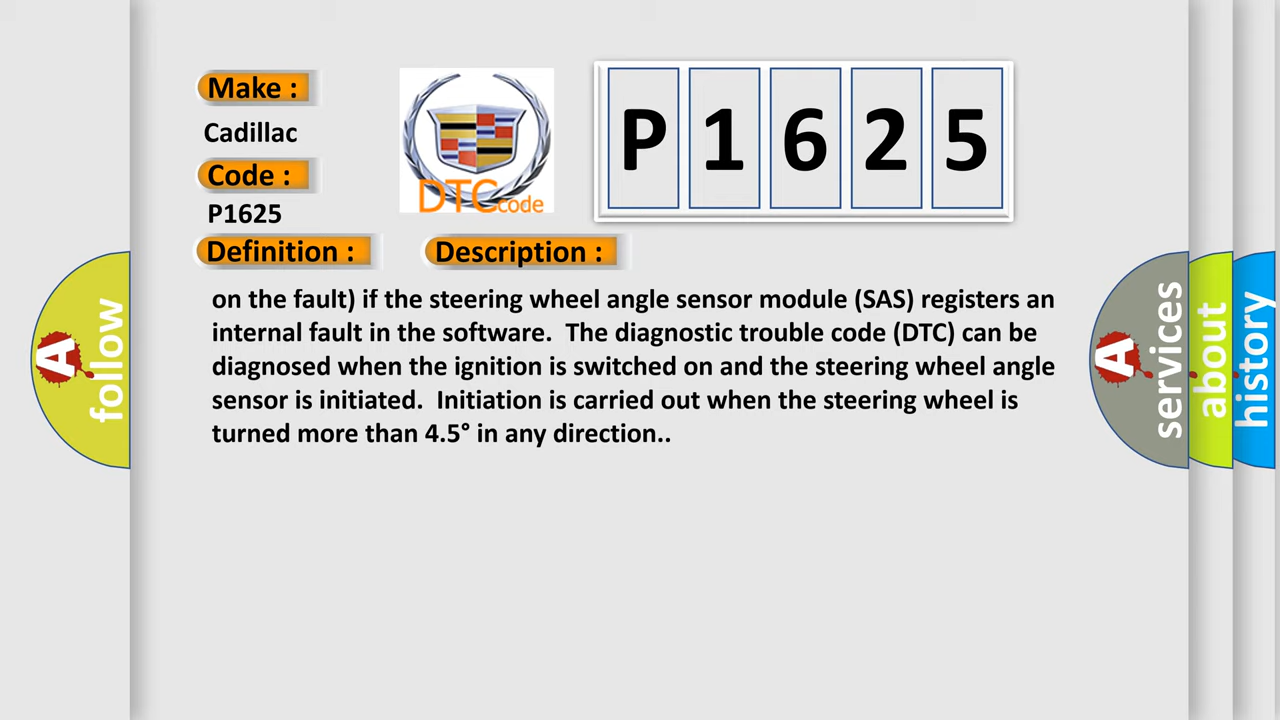 Make :
Cadillac
Code :
P1625
DTCcode
P 1 6 2 5
Definition :
Description :
on the fault) if the steering wheel angle sensor module (SAS) registers an
internal fault in the software. The diagnostic trouble code (DTC) can be
diagnosed when the ignition is switched on and the steering wheel angle
sensor is initiated. Initiation is carried out when the steering wheel is
turned more than 4.5° in any direction..
A follow
A services
about
history